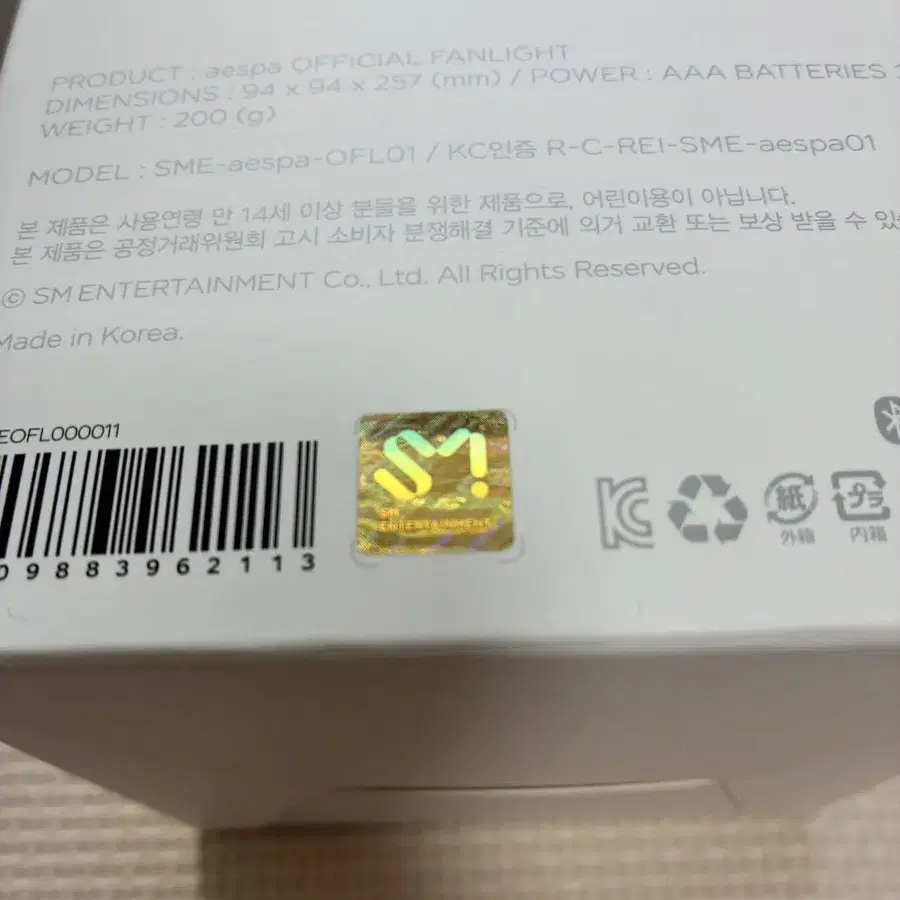 PRODUCT : aespa OFFICIAL FANLIGHT
DIMENSIONS : 94 x 94 x 257 (mm) / POWER : AAA BATTERIES
WEIGHT : 200 (g)
MODEL : SME-aespa-OFL01 / KC인증 R-C-REI-SME-aespa01
본 제품은 사용연령 만 14세 이상 분들을 위한 제품으로, 어린이용이 아닙니다.
본 제품은 공정거래위원회 고시 소비자 분쟁해결 기준에 의거 교환 또는 보상 받을 수
© SM ENTERTAINMENT Co., Ltd. All Rights Reserved.
Made in Korea.
EOFL000011
09883962113
SM
SM
ENTERTAINMENT
KC
紙
外箱
プラ
内箱